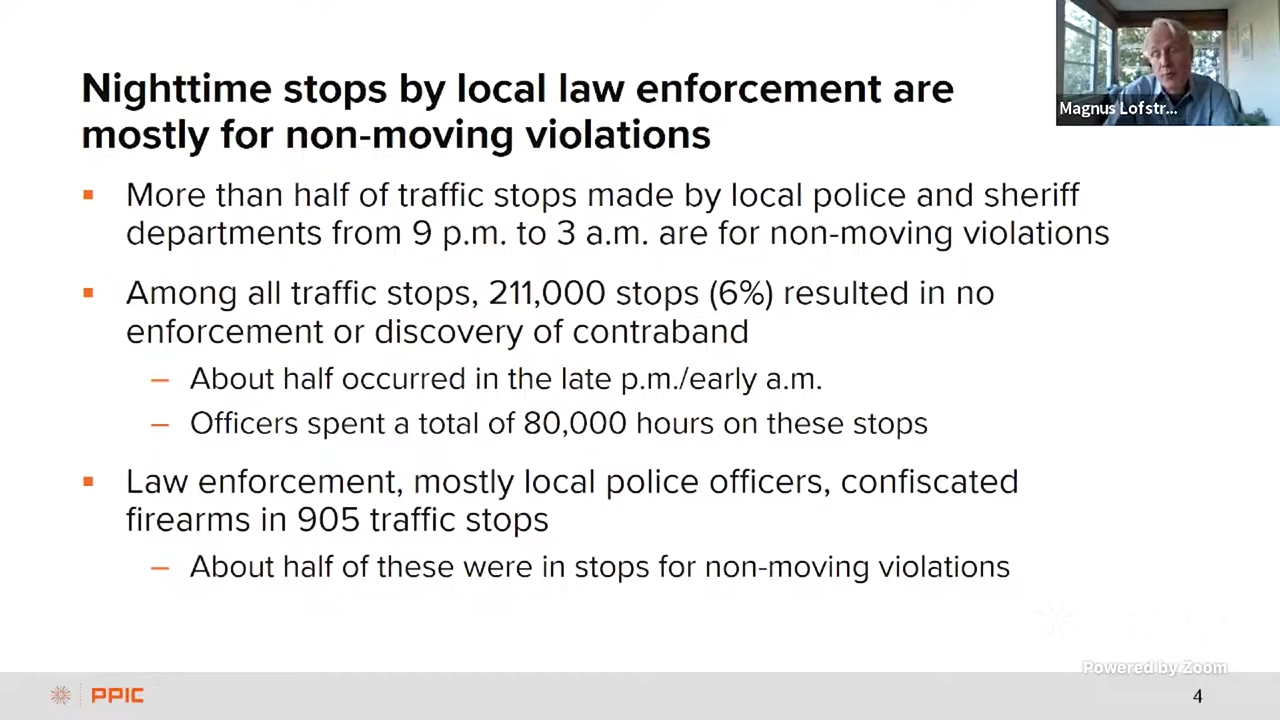 Nighttime stops by local law enforcement are
mostly for non-moving violations
Magnus Lofstr...
▪ More than half of traffic stops made by local police and sheriff
departments from 9 p.m. to 3 a.m. are for non-moving violations
▪ Among all traffic stops, 211,000 stops (6%) resulted in no
enforcement or discovery of contraband
– About half occurred in the late p.m./early a.m.
– Officers spent a total of 80,000 hours on these stops
▪ Law enforcement, mostly local police officers, confiscated
firearms in 905 traffic stops
– About half of these were in stops for non-moving violations
Powered by Zoom
PPIC
4